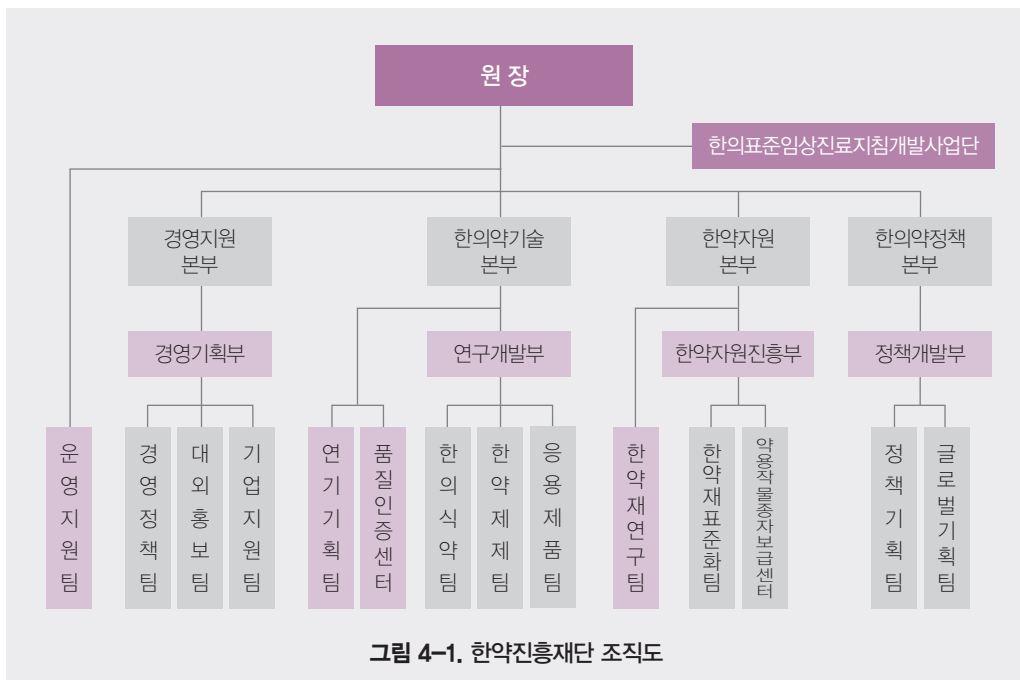 원 장
한의표준임상진료지침개발사업단
경영지원
본부
한의약기술
본부
한약자원
본부
한의약정책
본부
경영기획부
연구개발부
한약자원진흥부
정책개발부
운영지원팀
경영정책팀
대외홍보팀
기업지원팀
연기기획팀
품질인증센터
한의식약팀
한약제제팀
응용제품팀
한약재연구팀
한약재표준화팀
약용작물종자보급센터
정책기획팀
글로벌기획팀
그림 4-1. 한약진흥재단 조직도